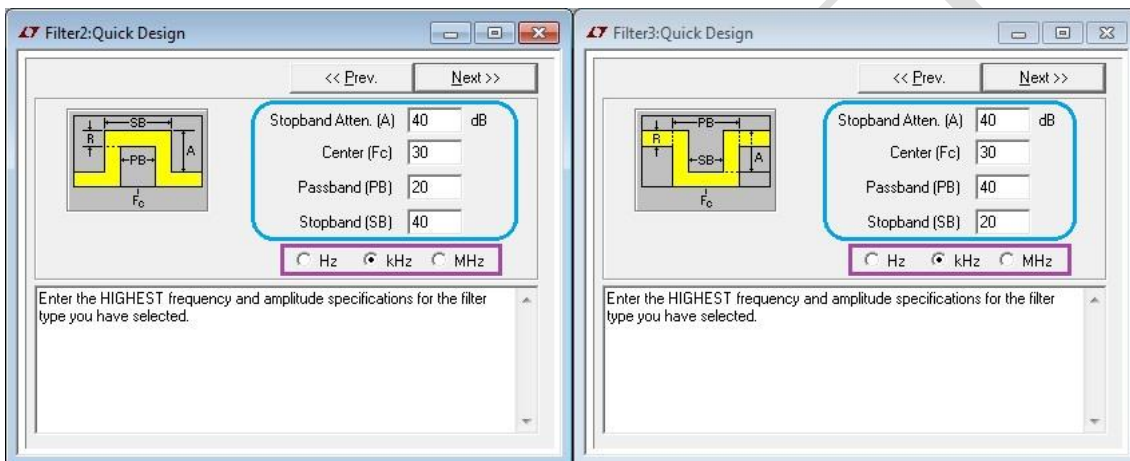 Filter2:Quick Design
<< Prev.
Next >>
SB
R
A
PB
Fc
Stopband Atten. (A) 40 dB
Center (Fc) 30
Passband (PB) 20
Stopband (SB) 40
Hz kHz MHz
Enter the HIGHEST frequency and amplitude specifications for the filter
type you have selected.
Filter3:Quick Design
<< Prev.
Next >>
PB
R
SB
A
Fc
Stopband Atten. (A) 40 dB
Center (Fc) 30
Passband (PB) 40
Stopband (SB) 20
Hz kHz MHz
Enter the HIGHEST frequency and amplitude specifications for the filter
type you have selected.